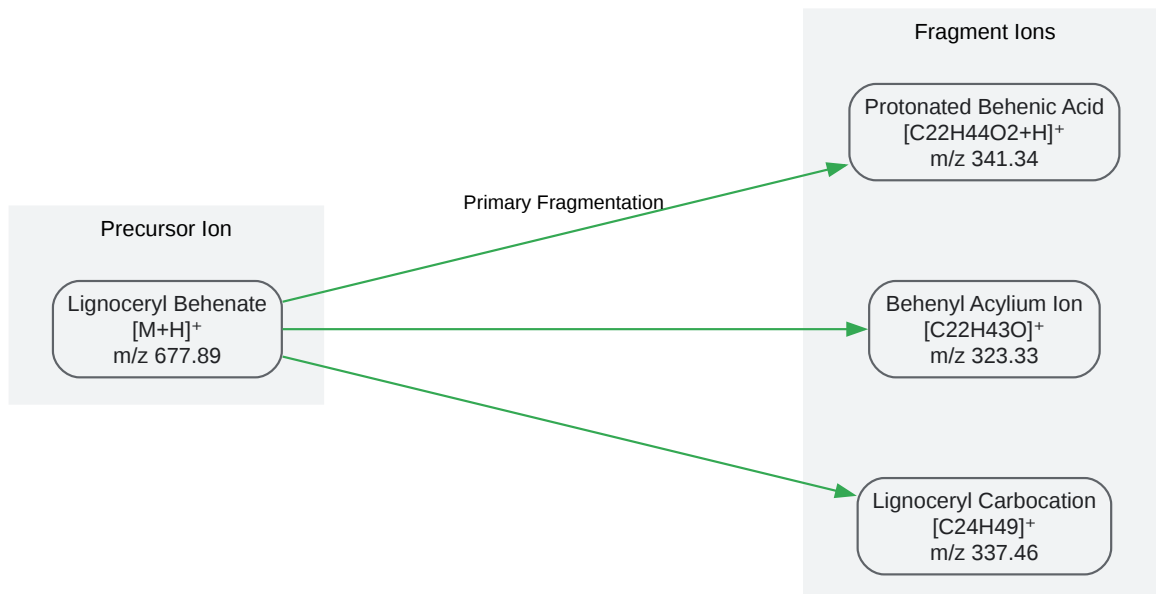 Precursor Ion
Lignoceryl Behenate
[M+H]⁺
m/z 677.89
Primary Fragmentation
Fragment Ions
Protonated Behenic Acid
[C22H44O2+H]⁺
m/z 341.34
Behenyl Acylium Ion
[C22H43O]⁺
m/z 323.33
Lignoceryl Carbocation
[C24H49]⁺
m/z 337.46